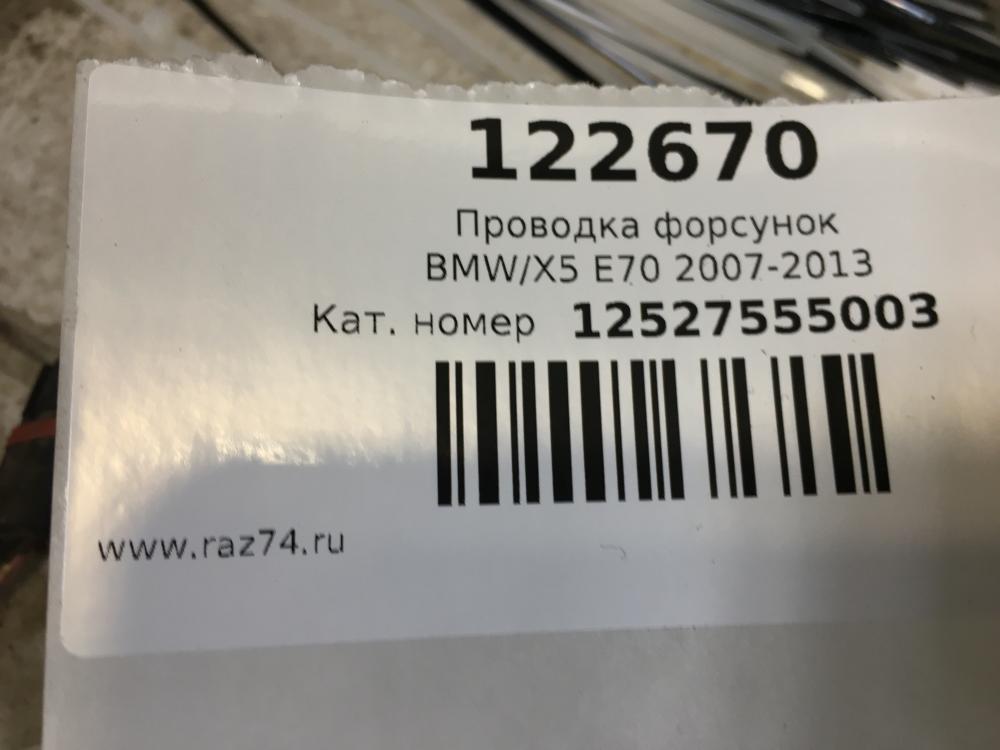 122670
Проводка форсунок
BMW/X5 E70 2007-2013
Кат. номер 12527555003
www.raz74.ru